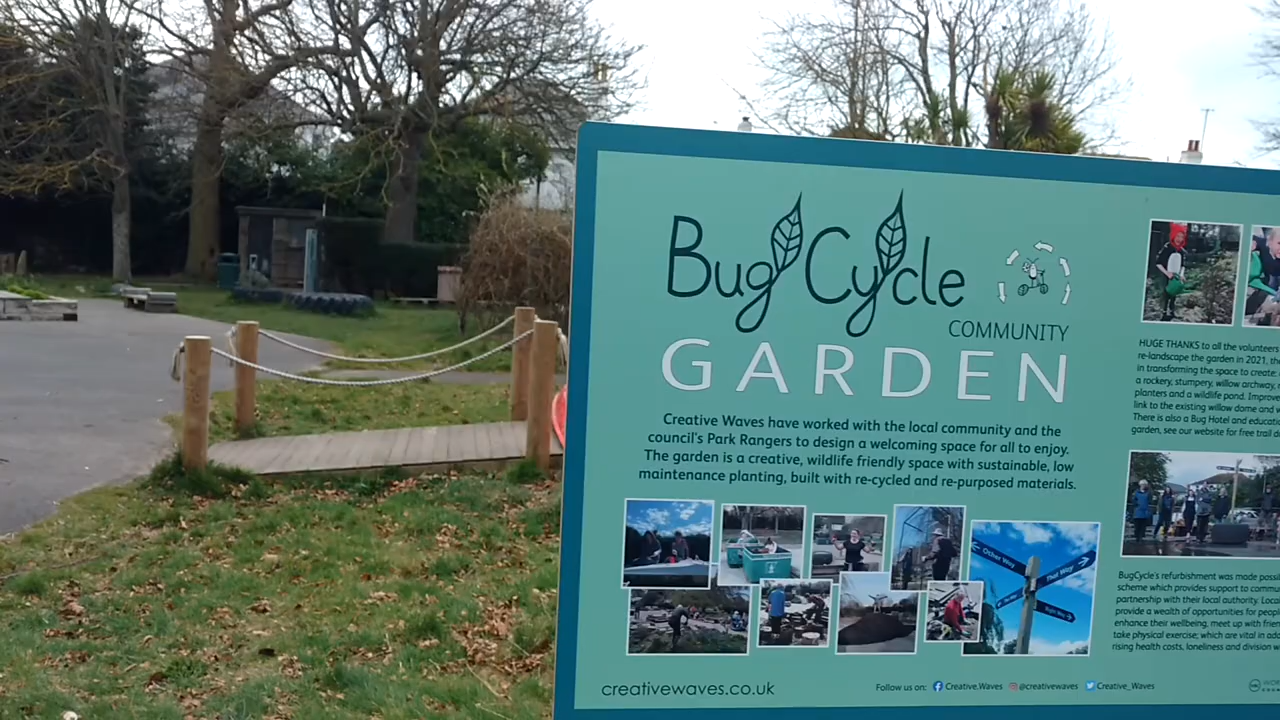 BugCycle
COMMUNITY
GARDEN
Creative Waves have worked with the local community and the
council's Park Rangers to design a welcoming space for all to enjoy.
The garden is a creative, wildlife friendly space with sustainable, low
maintenance planting, built with re-cycled and re-purposed materials.
Other Way
That Way
creativewaves.co.uk
Follow us on: Creative.Waves @creativewaves Creative_Waves
HUGE THANKS to all the volunteers
re-landscape the garden in 2021, the
in transforming the space to create;
a rockery, stumpery, willow archway,
planters and a wildlife pond.
link to the existing willow dome and
There is also a Bug Hotel and
garden, see our website for free trail
BugCycle's refurbishment was made
scheme which provides support to
partnership with their local authority.
provide a wealth of opportunities for
enhance their wellbeing, meet up with
take physical exercise; which are vital in
rising health costs, loneliness and division